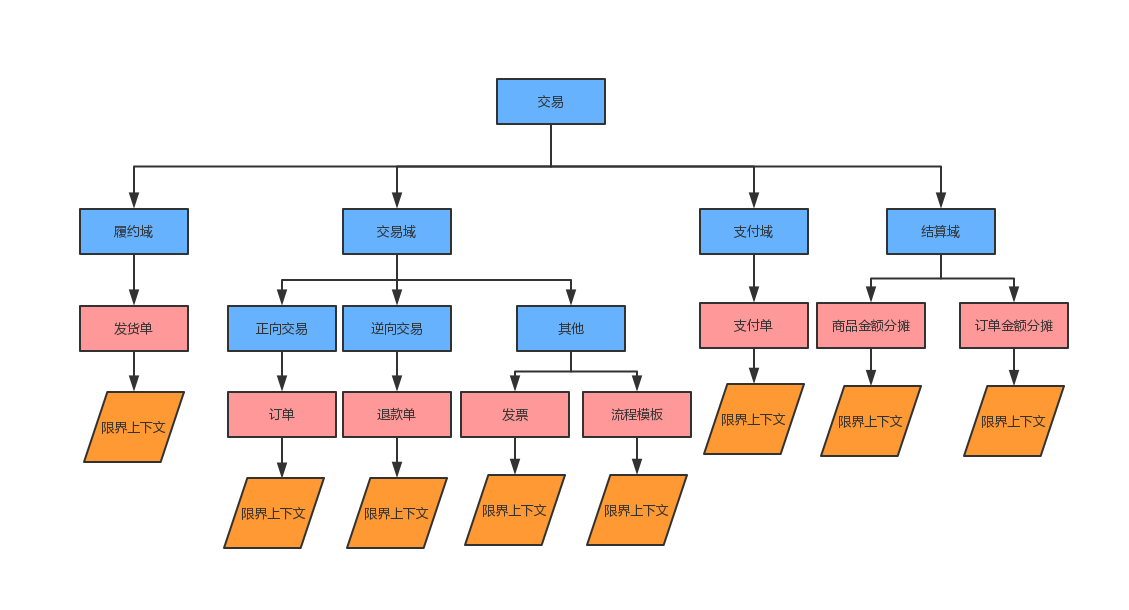 交易
履约域
交易域
支付域
结算域
发货单
正向交易
逆向交易
其他
支付单
商品金额分摊
订单金额分摊
限界上下文
订单
退款单
发票
流程模板
限界上下文
限界上下文
限界上下文
限界上下文
限界上下文
限界上下文
限界上下文